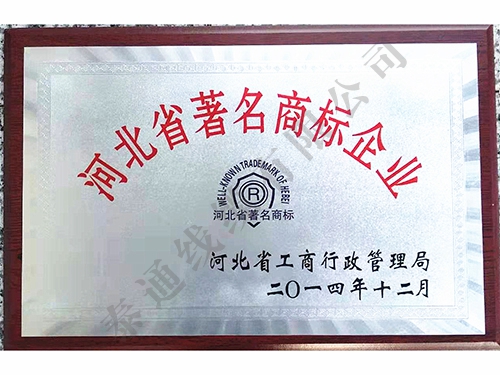 河北省著名商标企业
WELL-KNOWN TRADEMARK OF HEBEI
R
河北省著名商标
河北省工商行政管理局
二〇一四年十二月